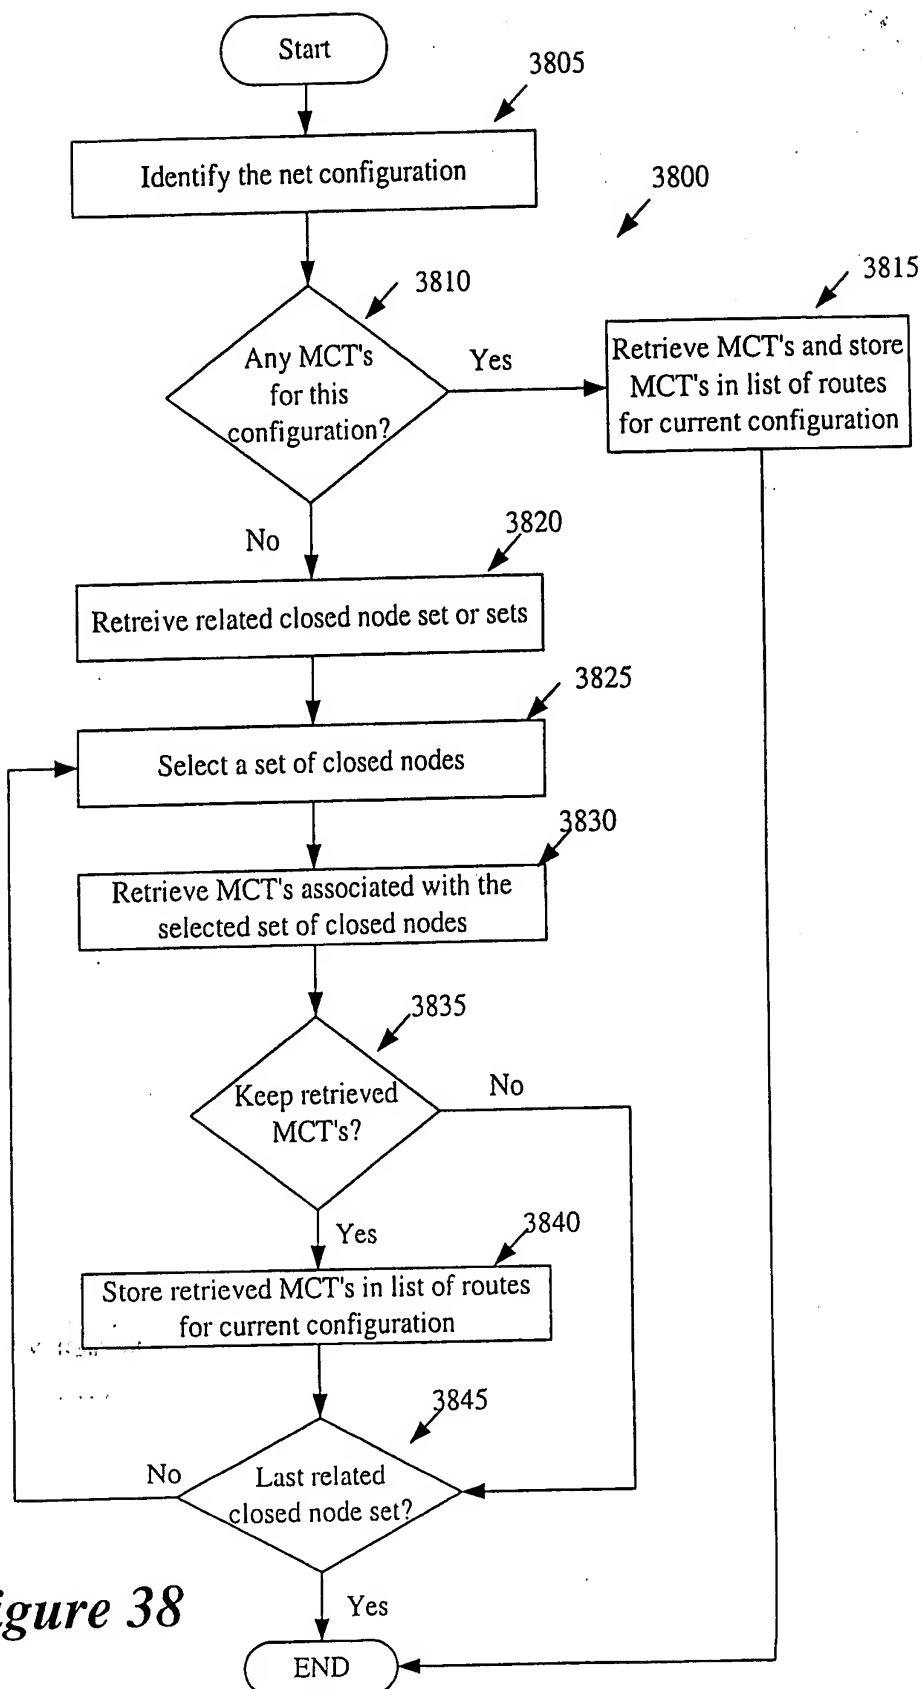 Start
3805
Identify the net configuration
3800
3810
3815
Any MCT's
for this
configuration?
Yes
Retrieve MCT's and store
MCT's in list of routes
for current configuration
No
3820
Retreive related closed node set or sets
3825
Select a set of closed nodes
3830
Retrieve MCT's associated with the
selected set of closed nodes
3835
Keep retrieved
MCT's?
No
Yes
3840
Store retrieved MCT's in list of routes
for current configuration
3845
No
Last related
closed node set?
igure 38
Yes
END